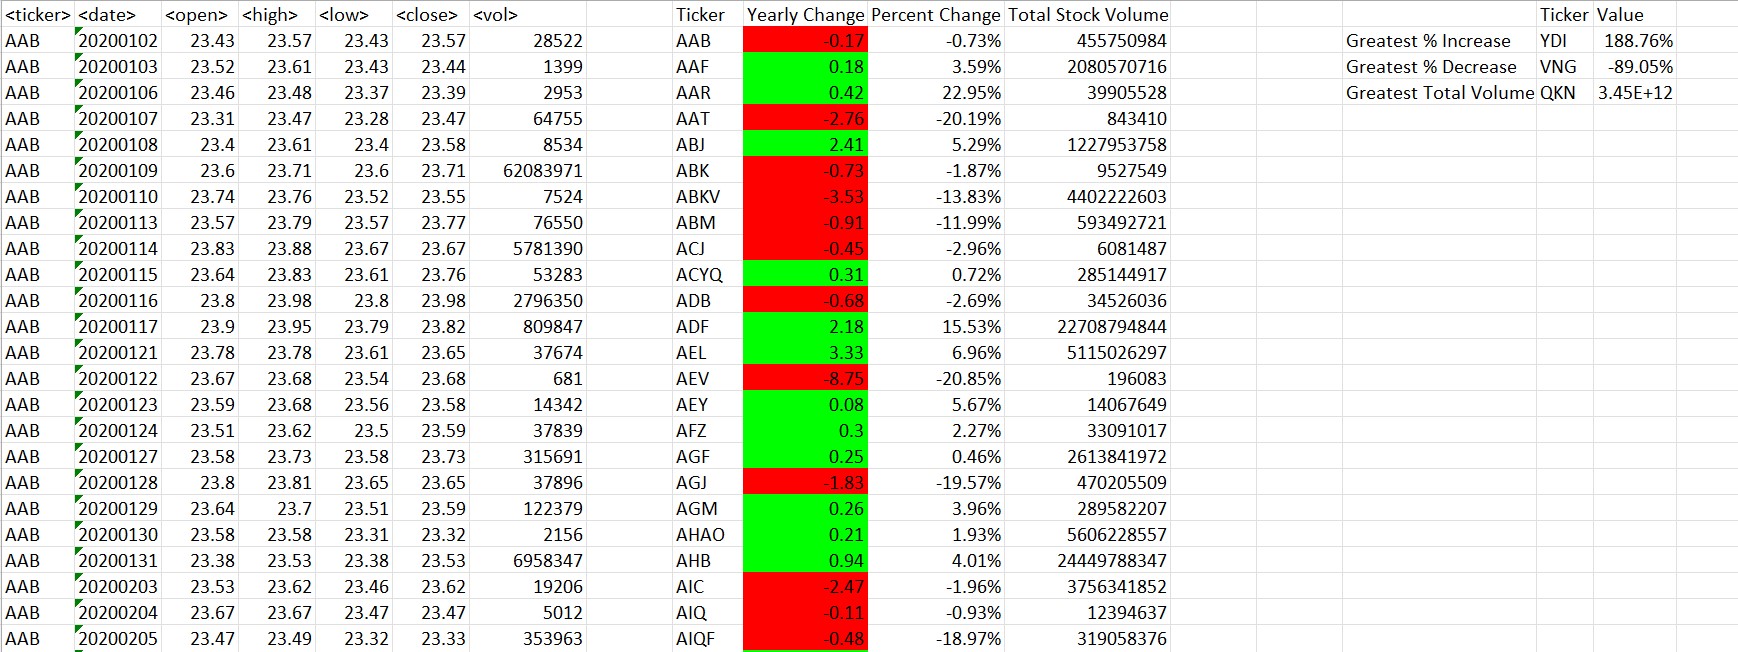 <ticker> <date> <open> <high> <low> <close> <vol> Ticker Yearly Change Percent Change Total Stock Volume Ticker Value
AAB 20200102 23.43 23.57 23.43 23.57 28522 AAB -0.17 -0.73% 455750984 Greatest % Increase YDI 188.76%
AAB 20200103 23.52 23.61 23.43 23.44 1399 AAF 0.18 3.59% 2080570716 Greatest % Decrease VNG -89.05%
AAB 20200106 23.46 23.48 23.37 23.39 2953 AAR 0.42 22.95% 39905528 Greatest Total Volume QKN 3.45E+12
AAB 20200107 23.31 23.47 23.28 23.47 64755 AAT -2.76 -20.19% 843410
AAB 20200108 23.4 23.61 23.4 23.58 8534 ABJ 2.41 5.29% 1227953758
AAB 20200109 23.6 23.71 23.6 23.71 62083971 ABK -0.73 -1.87% 9527549
AAB 20200110 23.74 23.76 23.52 23.55 7524 ABKV -3.53 -13.83% 4402222603
AAB 20200113 23.57 23.79 23.57 23.77 76550 ABM -0.91 -11.99% 593492721
AAB 20200114 23.83 23.88 23.67 23.67 5781390 ACJ -0.45 -2.96% 6081487
AAB 20200115 23.64 23.83 23.61 23.76 53283 ACYQ 0.31 0.72% 285144917
AAB 20200116 23.8 23.98 23.8 23.98 2796350 ADB -0.68 -2.69% 34526036
AAB 20200117 23.9 23.95 23.79 23.82 809847 ADF 2.18 15.53% 22708794844
AAB 20200121 23.78 23.78 23.61 23.65 37674 AEL 3.33 6.96% 5115026297
AAB 20200122 23.67 23.68 23.54 23.68 681 AEV -8.75 -20.85% 196083
AAB 20200123 23.59 23.68 23.56 23.58 14342 AEY 0.08 5.67% 14067649
AAB 20200124 23.51 23.62 23.5 23.59 37839 AFZ 0.3 2.27% 33091017
AAB 20200127 23.58 23.73 23.58 23.73 315691 AGF 0.25 0.46% 2613841972
AAB 20200128 23.8 23.81 23.65 23.65 37896 AGJ -1.83 -19.57% 470205509
AAB 20200129 23.64 23.7 23.51 23.59 122379 AGM 0.26 3.96% 289582207
AAB 20200130 23.58 23.58 23.31 23.32 2156 AHAO 0.21 1.93% 5606228557
AAB 20200131 23.38 23.53 23.38 23.53 6958347 AHB 0.94 4.01% 24449788347
AAB 20200203 23.53 23.62 23.46 23.62 19206 AIC -2.47 -1.96% 3756341852
AAB 20200204 23.67 23.67 23.47 23.47 5012 AIQ -0.11 -0.93% 12394637
AAB 20200205 23.47 23.49 23.32 23.33 353963 AIQF -0.48 -18.97% 319058376